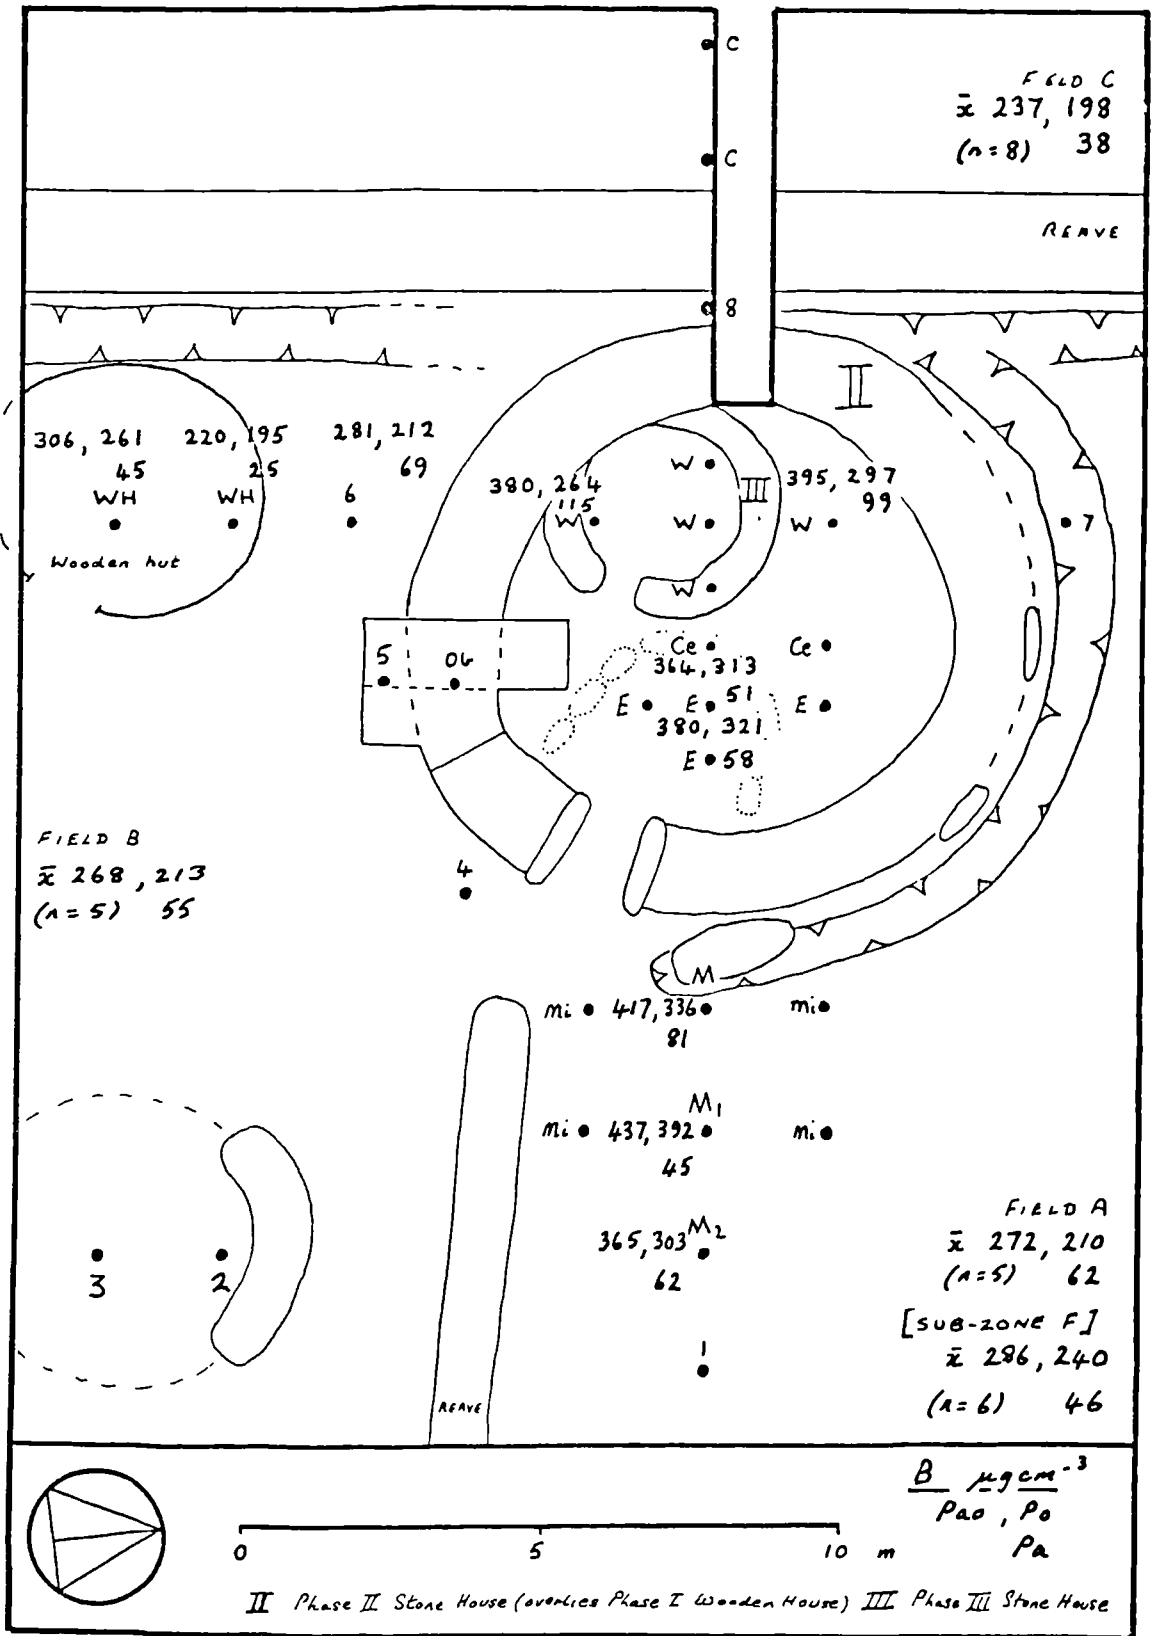 C
FIELD C
x̄ 237, 198
(n=8) 38
C
REAVE
8
II
306, 261 220, 195 281, 212
45 25 69
WH WH 6
Wooden hut
380, 264
115
W
W
III
395, 297
99
W W
W
5 OL
Ce Ce
364, 313
51
E E E
380, 321
E 58
7
FIELD B
x̄ 268, 213
(n=5) 55
4
M
Mi 417, 336 Mi
81
M1
Mi 437, 392 Mi
45
M2
365, 303
62
3 2
1
REAVE
FIELD A
x̄ 272, 210
(n=5) 62
[SUB-ZONE F]
x̄ 286, 240
(n=6) 46
B µg cm⁻³
Pao, Po
Pa
0 5 10 m
II Phase II Stone House (overlies Phase I Wooden House) III Phase III Stone House